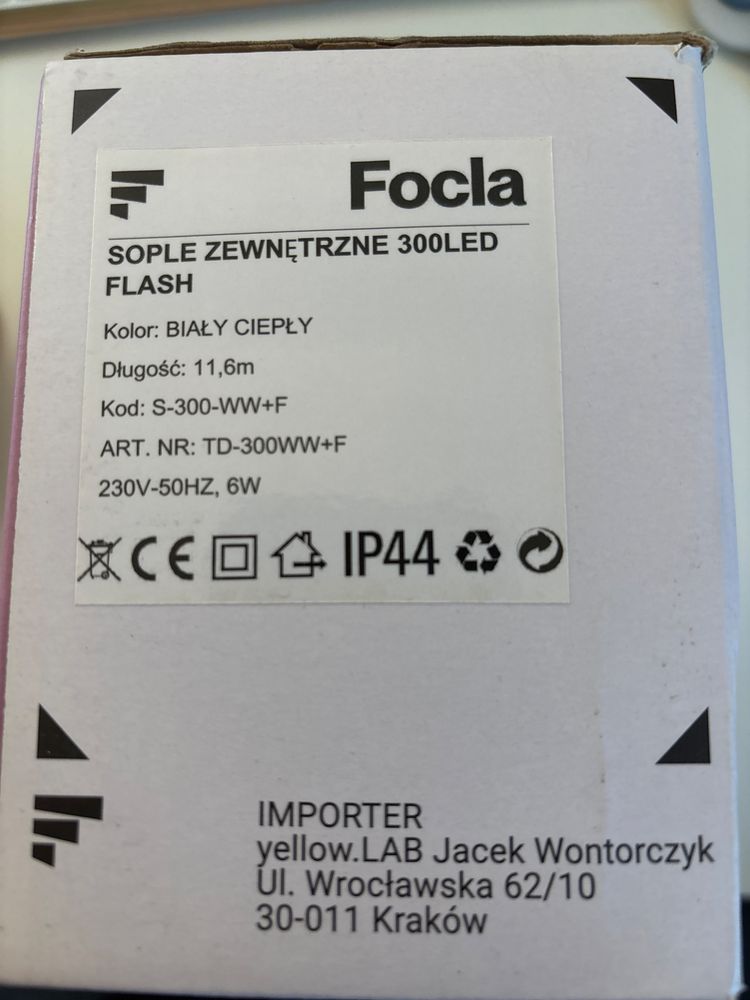 Focla
SOPLE ZEWNĘTRZNE 300LED
FLASH
Kolor: BIAŁY CIEPŁY
Długość: 11,6m
Kod: S-300-WW+F
ART. NR: TD-300WW+F
230V-50HZ, 6W
CE IP44
IMPORTER
yellow.LAB Jacek Wontorczyk
Ul. Wrocławska 62/10
30-011 Kraków